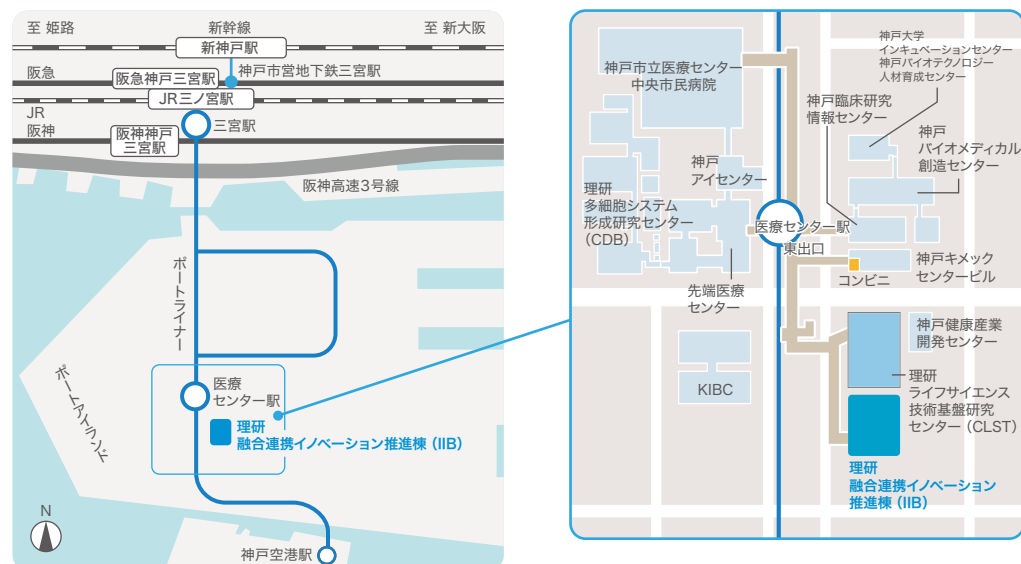 至 姫路
新幹線
至 新大阪
新神戸駅
阪急
阪急神戸三宮駅
神戸市営地下鉄三宮駅
JR三ノ宮駅
JR
阪神
三宮駅
阪神神戸
三宮駅
阪神高速3号線
ポートライナー
ポートアイランド
医療
センター駅
理研
融合連携イノベーション推進棟(IIB)
N
神戸空港駅
神戸市立医療センター
中央市民病院
神戸大学
インキュベーションセンター
神戸バイオテクノロジー
人材育成センター
神戸臨床研究
情報センター
神戸
バイオメディカル
創造センター
神戸
アイセンター
理研
多細胞システム
形成研究センター
(CDB)
医療センター駅
東出口
神戸キメック
センタービル
コンビニ
先端医療
センター
神戸健康産業
開発センター
KIBC
理研
ライフサイエンス
技術基盤研究
センター(CLST)
理研
融合連携イノベーション
推進棟(IIB)